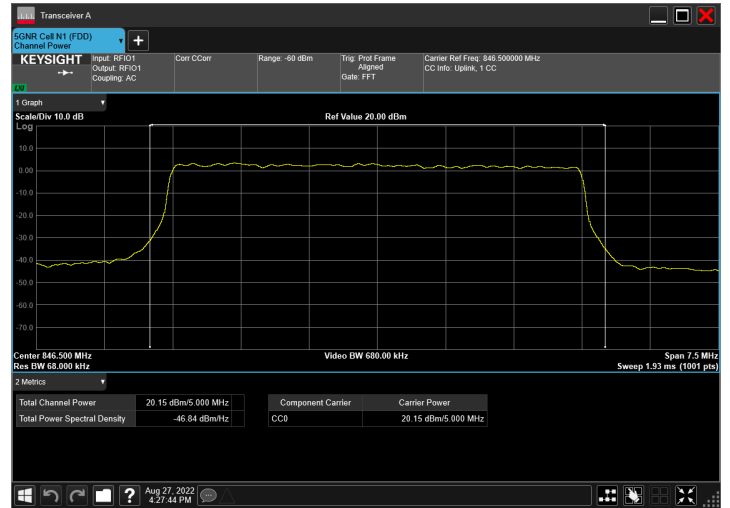 Transceiver A
5GNR Cell N1 (FDD)
Channel Power
KEYSIGHT
Input: RFIO1
Output: RFIO1
Coupling: AC
Corr CCorr
Range: -60 dBm
Trig: Prot Frame
Aligned
Gate: FFT
Carrier Ref Freq: 846.500000 MHz
CC Info: Uplink, 1 CC
1 Graph
Scale/Div 10.0 dB
Ref Value 20.00 dBm
Log
10.0
0.00
-10.0
-20.0
-30.0
-40.0
-50.0
-60.0
-70.0
Center 846.500 MHz
Video BW 680.00 kHz
Span 7.5 MHz
Res BW 68.000 kHz
Sweep 1.93 ms (1001 pts)
2 Metrics
Total Channel Power 20.15 dBm/5.000 MHz
Total Power Spectral Density -46.84 dBm/Hz
Component Carrier Carrier Power
CC0 20.15 dBm/5.000 MHz
Aug 27, 2022
4:27:44 PM